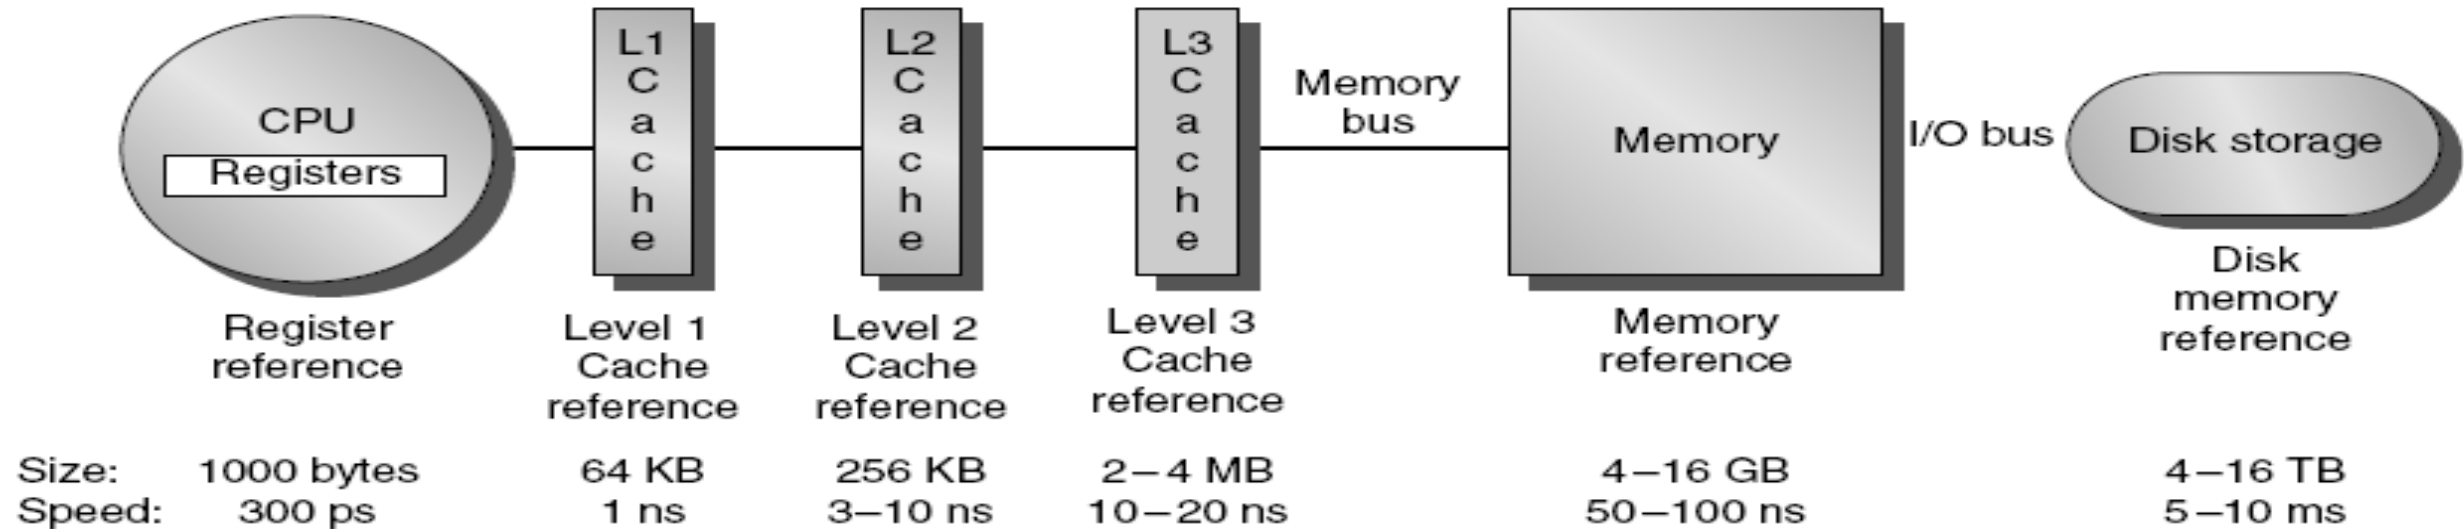 CPU
Registers
L1
C
a
c
h
e
L2
C
a
c
h
e
L3
C
a
c
h
e
Memory
bus
Memory
I/O bus
Disk storage
Register
reference
Level 1
Cache
reference
Level 2
Cache
reference
Level 3
Cache
reference
Memory
reference
Disk
memory
reference
Size: 1000 bytes 64 KB 256 KB 2–4 MB 4–16 GB 4–16 TB
Speed: 300 ps 1 ns 3–10 ns 10–20 ns 50–100 ns 5–10 ms